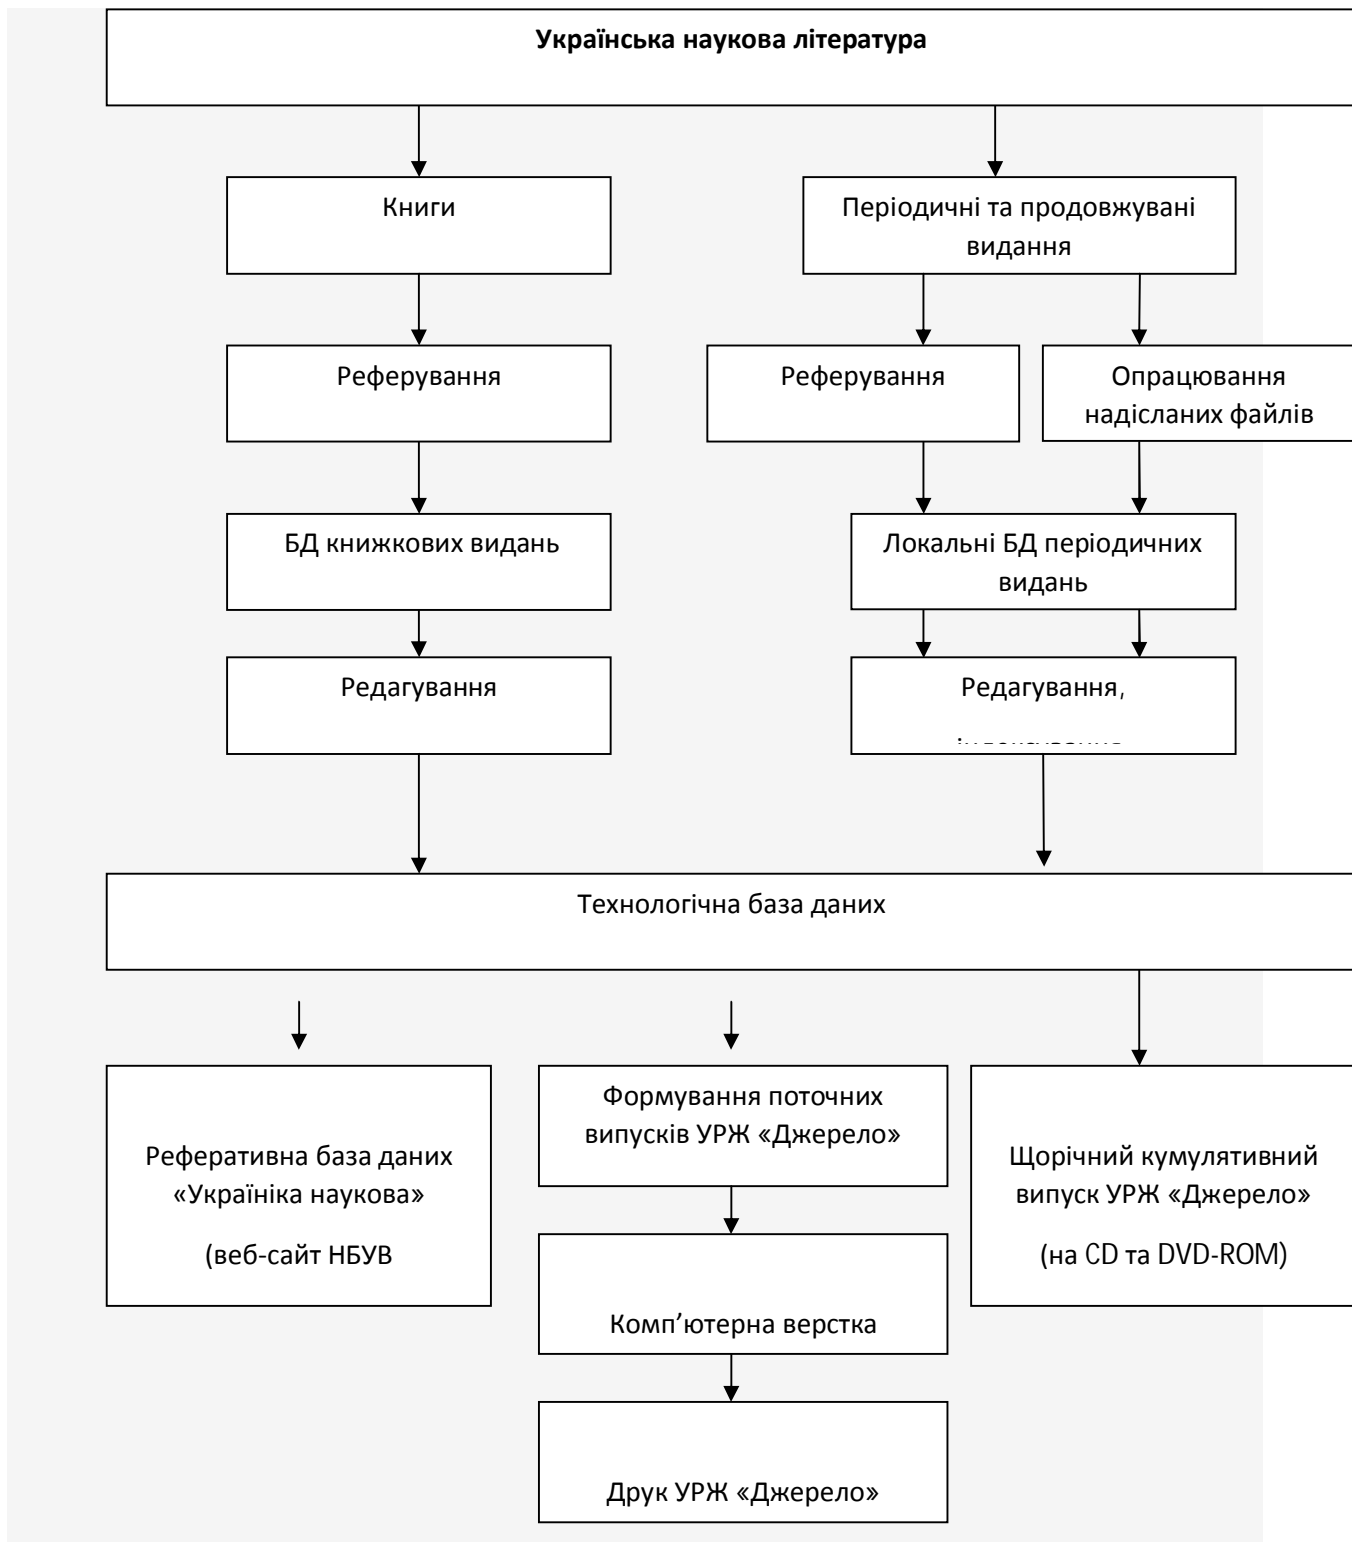 Українська наукова література
Книги
Періодичні та продовжувані
видання
Реферування
Реферування
Опрацювання
надісланих файлів
БД книжкових видань
Локальні БД періодичних
видань
Редагування
Редагування,
Технологічна база даних
Реферативна база даних
«Україніка наукова»
(веб-сайт НБУВ
Формування поточних
випусків УРЖ «Джерело»
Щорічний кумулятивний
випуск УРЖ «Джерело»
(на CD та DVD-ROM)
Комп’ютерна верстка
Друк УРЖ «Джерело»